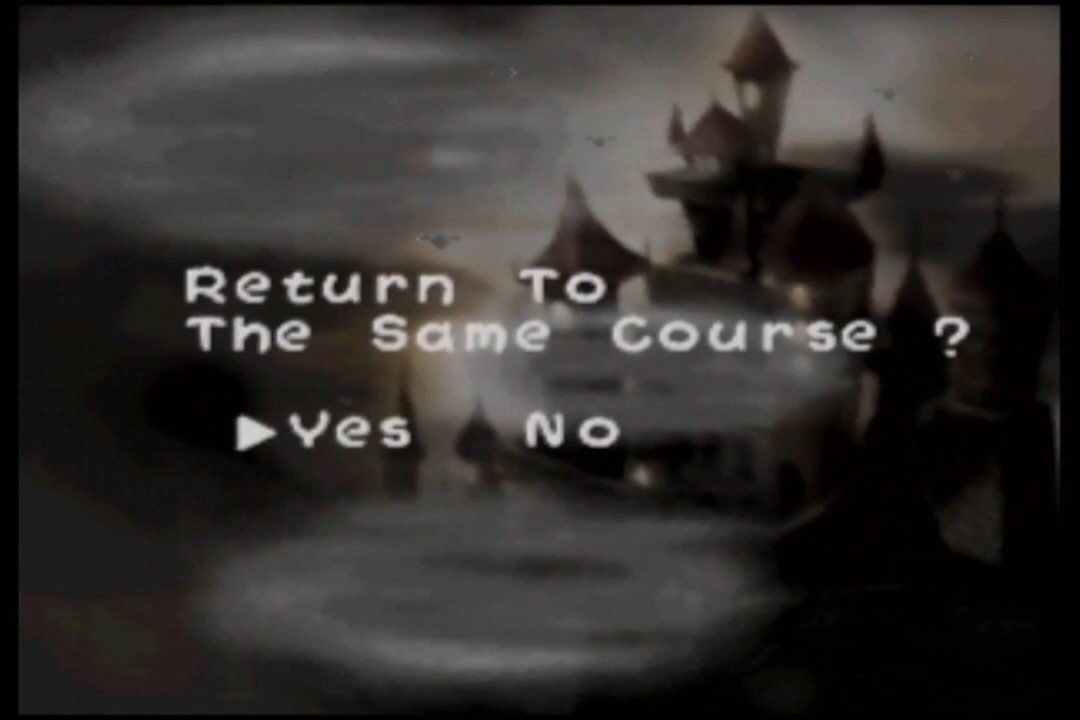 Return To
The Same Course ?
▶Yes No